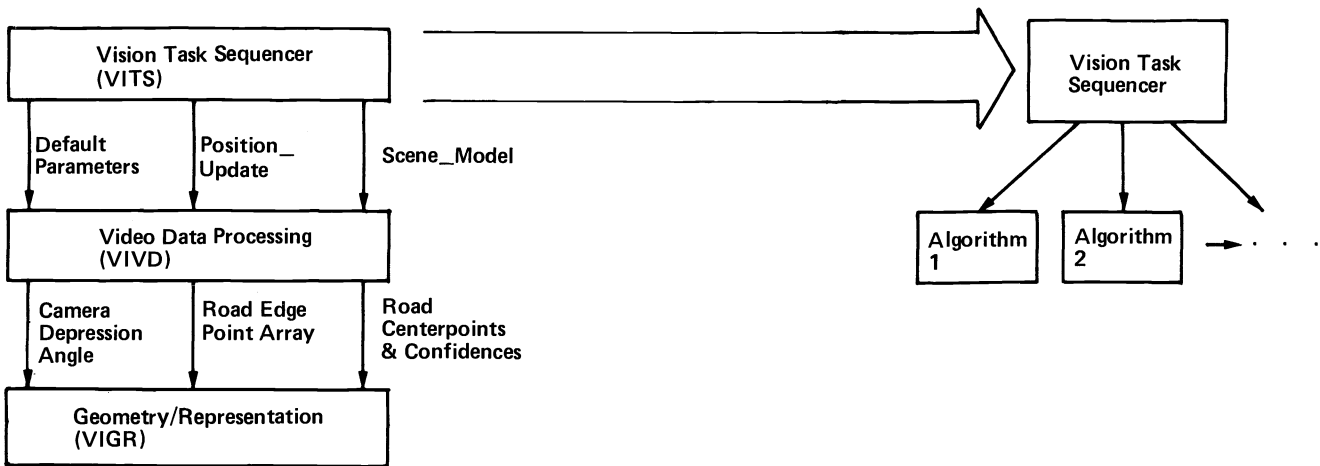 Vision Task Sequencer
(VITS)
Default
Parameters
Position_
Update
Scene_Model
Video Data Processing
(VIVD)
Camera
Depression
Angle
Road Edge
Point Array
Road
Centerpoints
& Confidences
Geometry/Representation
(VIGR)
Vision Task
Sequencer
Algorithm
1
Algorithm
2
. . .